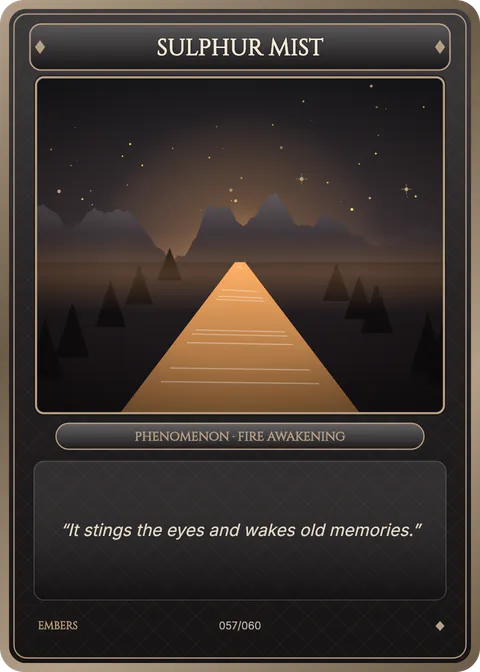 SULPHUR MIST
PHENOMENON · FIRE AWAKENING
“It stings the eyes and wakes old memories.”
EMBERS
057/060